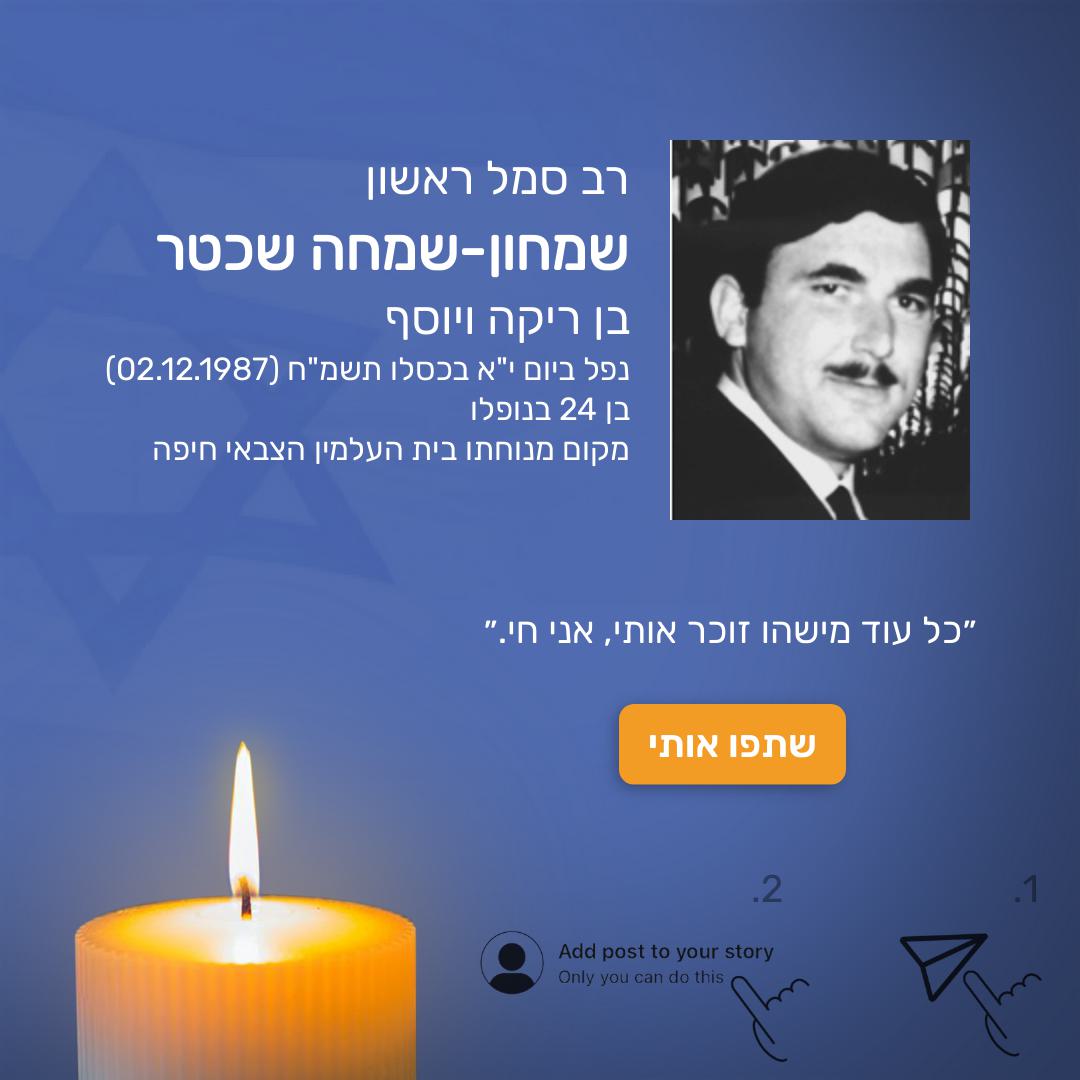 רב סמל ראשון
שמחון-שמחה שכטר
בן ריקה ויוסף
נפל ביום י"א בכסלו תשמ"ח (02.12.1987)
בן 24 בנופלו
מקום מנוחתו בית העלמין הצבאי חיפה
"כל עוד מישהו זוכר אותי, אני חי."
שתפו אותי
1.
2.
Add post to your story
Only you can do this